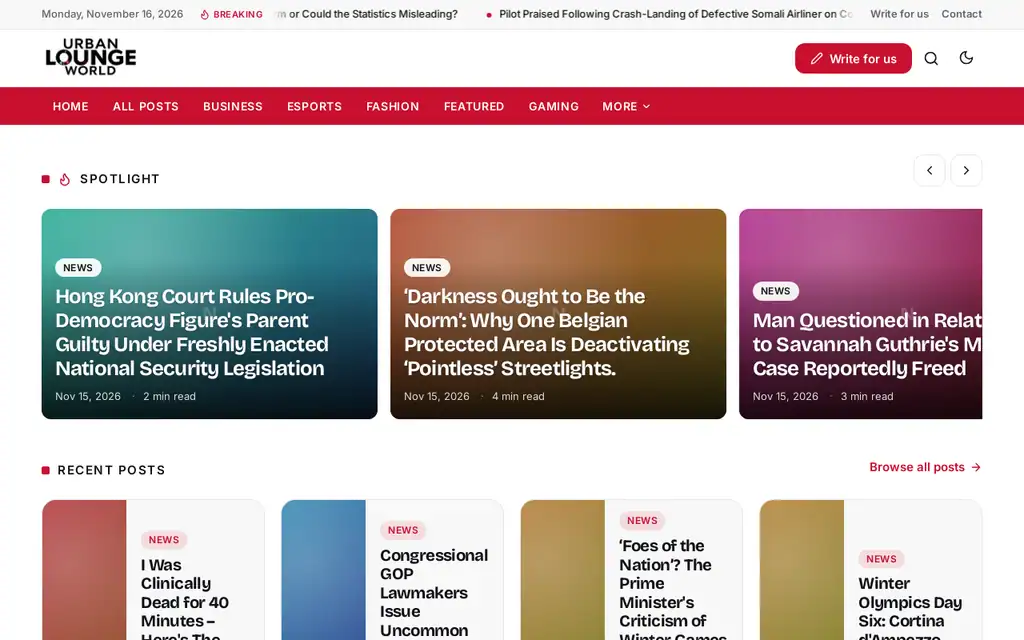 Monday, November 16, 2026
BREAKING
or Could the Statistics Misleading?
Pilot Praised Following Crash-Landing of Defective Somali Airliner on
Write for us
Contact
URBAN
LOUNGE
WORLD
Write for us
HOME
ALL POSTS
BUSINESS
ESPORTS
FASHION
FEATURED
GAMING
MORE
SPOTLIGHT
NEWS
Hong Kong Court Rules Pro-
Democracy Figure's Parent
Guilty Under Freshly Enacted
National Security Legislation
Nov 15, 2026 · 2 min read
NEWS
‘Darkness Ought to Be the
Norm’: Why One Belgian
Protected Area Is Deactivating
‘Pointless’ Streetlights.
Nov 15, 2026 · 4 min read
NEWS
Man Questioned in Relat
to Savannah Guthrie's M
Case Reportedly Freed
Nov 15, 2026 · 3 min read
RECENT POSTS
Browse all posts
NEWS
I Was
Clinically
Dead for 40
Minutes –
Here's The
NEWS
Congressional
GOP
Lawmakers
Issue
Uncommon
NEWS
‘Foes of the
Nation’? The
Prime
Minister's
Criticism of
Winter Games
NEWS
Winter
Olympics Day
Six: Cortina
d'Ampezzo